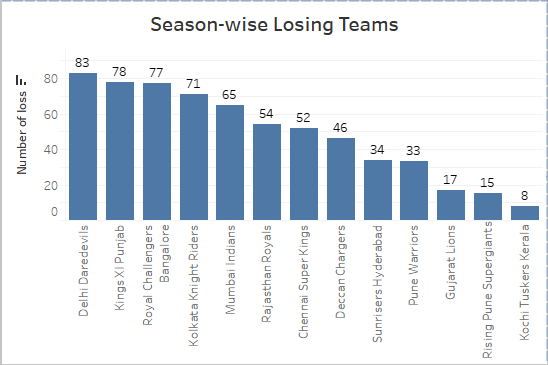 Season-wise Losing Teams
Number of loss
80
60
40
20
0
83
78
77
71
65
54
52
46
34
33
17
15
8
Delhi Daredevils
Kings XI Punjab
Royal Challengers
Bangalore
Kolkata Knight Riders
Mumbai Indians
Rajasthan Royals
Chennai Super Kings
Deccan Chargers
Sunrisers Hyderabad
Pune Warriors
Gujarat Lions
Rising Pune Supergiants
Kochi Tuskers Kerala